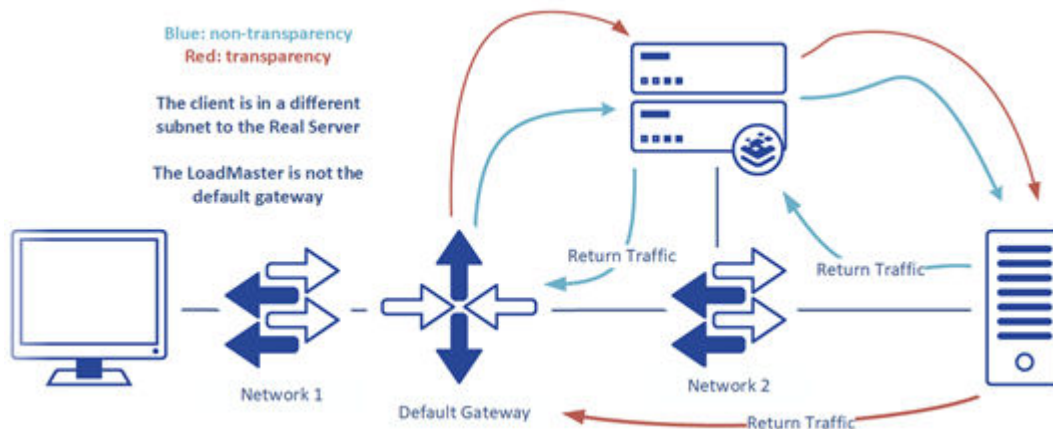 Blue: non-transparency
Red: transparency
The client is in a different
subnet to the Real Server
The LoadMaster is not the
default gateway
Return Traffic
Return Traffic
Network 1
Network 2
Default Gateway
Return Traffic